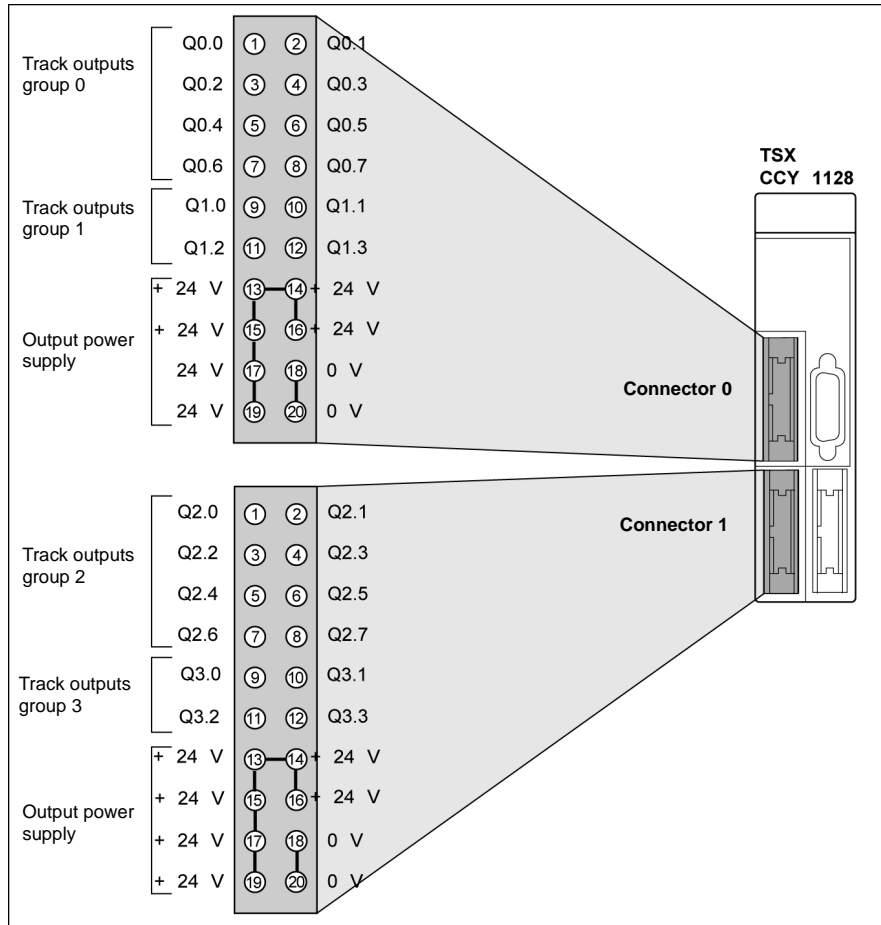 Track outputs
group 0
Q0.0 1 2 Q0.1
Q0.2 3 4 Q0.3
Q0.4 5 6 Q0.5
Q0.6 7 8 Q0.7
Track outputs
group 1
Q1.0 9 10 Q1.1
Q1.2 11 12 Q1.3
Output power
supply
+ 24 V 13 14 + 24 V
+ 24 V 15 16 + 24 V
24 V 17 18 0 V
24 V 19 20 0 V
TSX
CCY 1128
Connector 0
Connector 1
Track outputs
group 2
Q2.0 1 2 Q2.1
Q2.2 3 4 Q2.3
Q2.4 5 6 Q2.5
Q2.6 7 8 Q2.7
Track outputs
group 3
Q3.0 9 10 Q3.1
Q3.2 11 12 Q3.3
Output power
supply
+ 24 V 13 14 + 24 V
+ 24 V 15 16 + 24 V
+ 24 V 17 18 0 V
+ 24 V 19 20 0 V